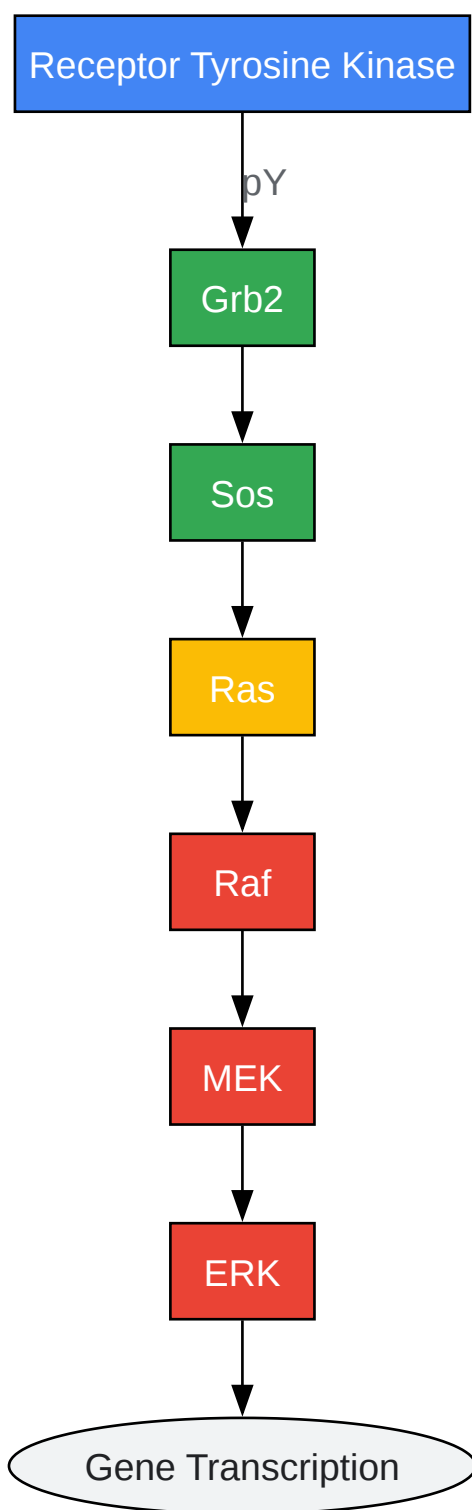 Receptor Tyrosine Kinase
pY
Grb2
Sos
Ras
Raf
MEK
ERK
Gene Transcription